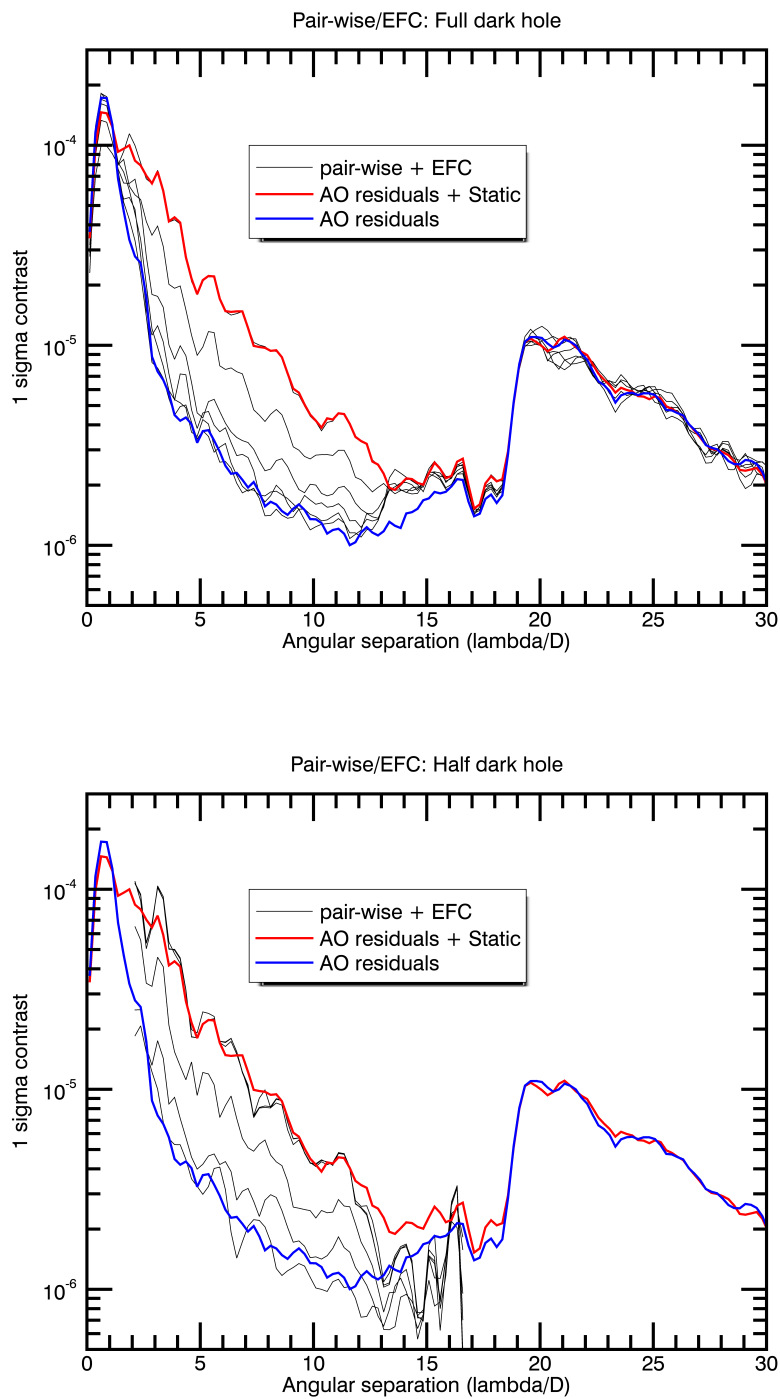 Pair-wise/EFC: Full dark hole
10-4
10-5
10-6
1 sigma contrast
pair-wise + EFC
AO residuals + Static
AO residuals
0 5 10 15 20 25 30
Angular separation (lambda/D)
Pair-wise/EFC: Half dark hole
10-4
10-5
10-6
1 sigma contrast
pair-wise + EFC
AO residuals + Static
AO residuals
0 5 10 15 20 25 30
Angular separation (lambda/D)